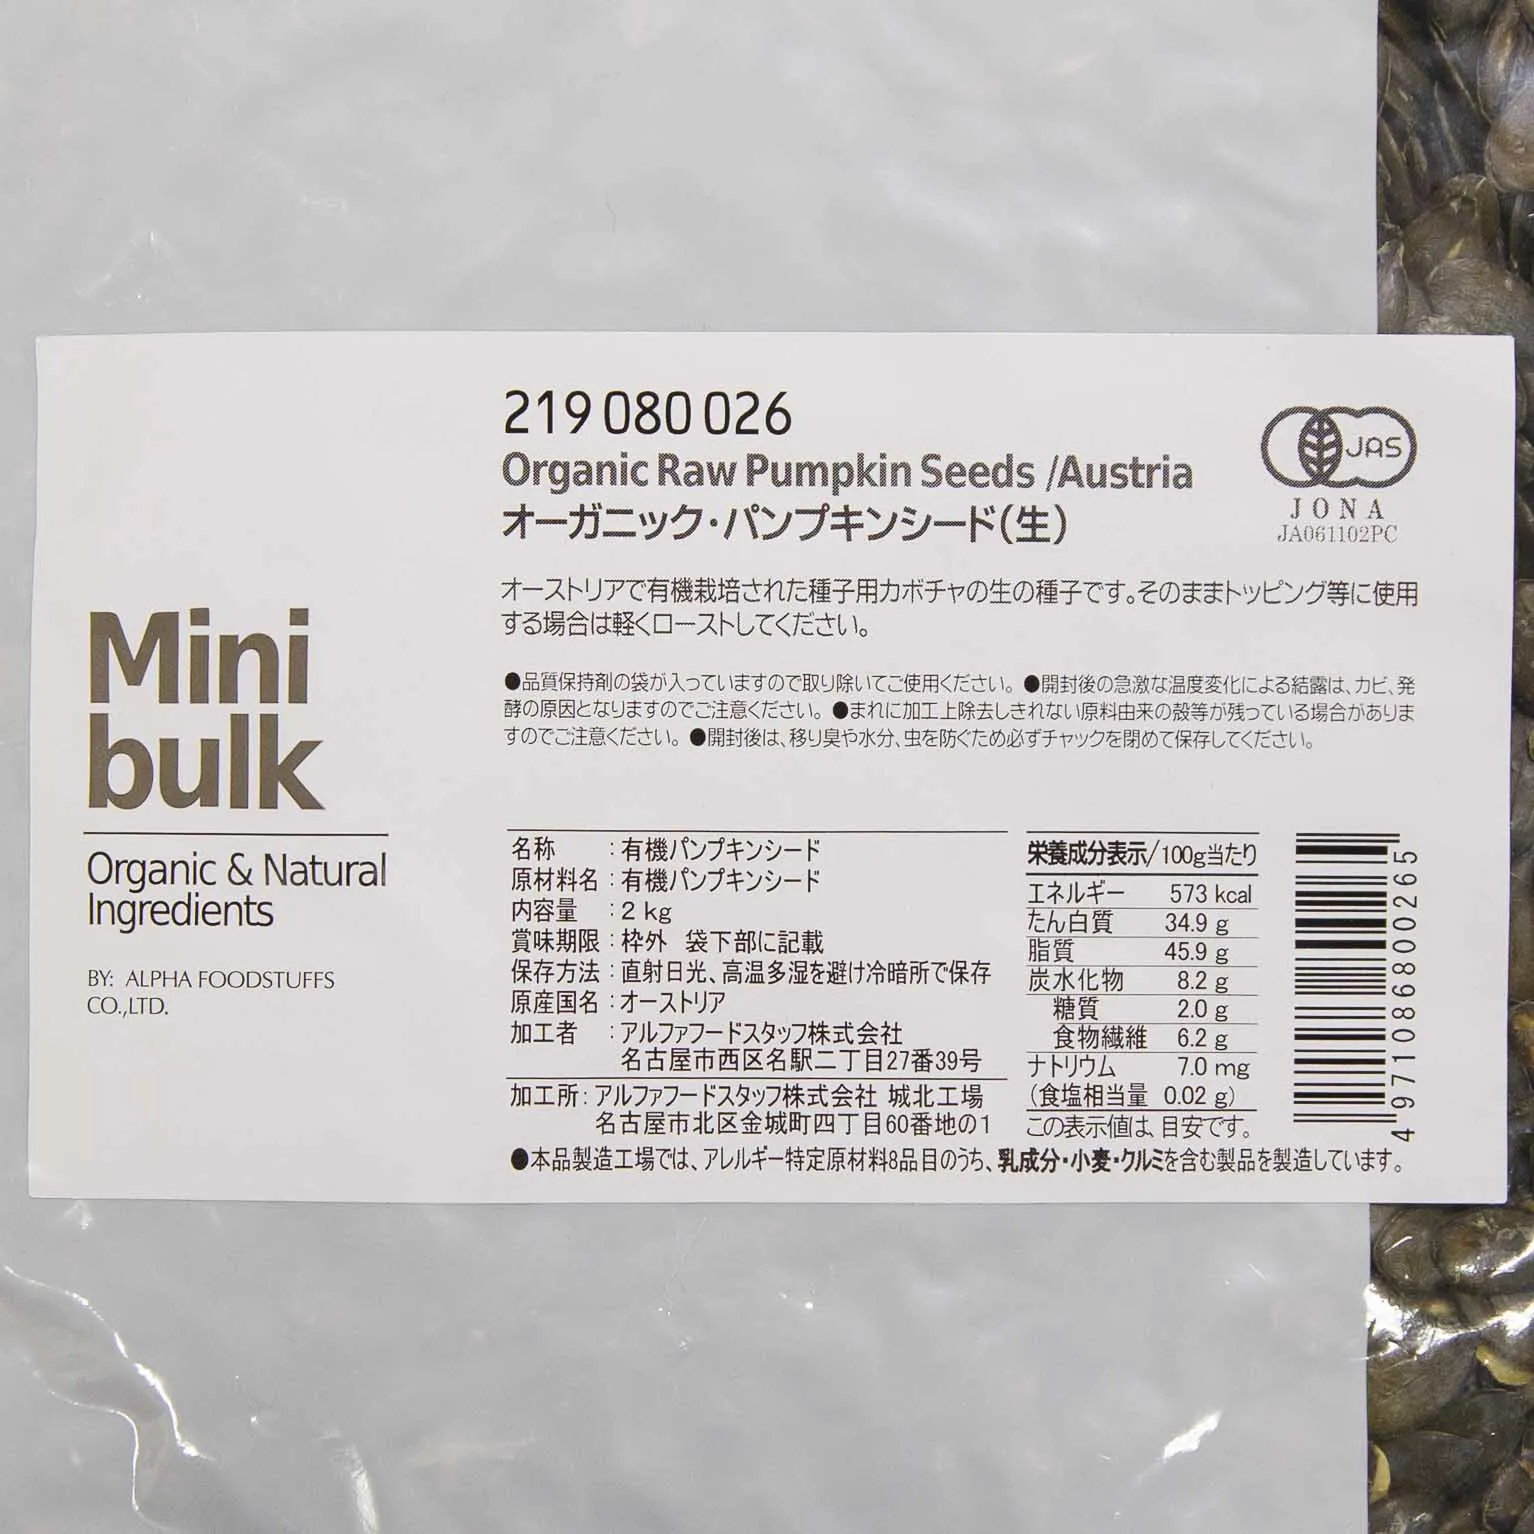 219 080 026
Organic Raw Pumpkin Seeds /Austria
オーガニック・パンプキンシード(生)
JAS
JONA
JA061102PC
オーストリアで有機栽培された種子用カボチャの生の種子です。そのままトッピング等に使用
する場合は軽くローストしてください。
●品質保持剤の袋が入っていますので取り除いてご使用ください。●開封後の急激な温度変化による結露は、カビ、発
酵の原因となりますのでご注意ください。●まれに加工上除去しきれない原料由来の殻等が残っている場合がありま
すのでご注意ください。●開封後は、移り臭や水分、虫を防ぐため必ずチャックを閉めて保存してください。
Mini
bulk
Organic & Natural
Ingredients
BY: ALPHA FOODSTUFFS
CO.,LTD.
名称 :有機パンプキンシード
原材料名:有機パンプキンシード
内容量 :2 kg
賞味期限:枠外 袋下部に記載
保存方法:直射日光、高温多湿を避け冷暗所で保存
原産国名:オーストリア
加工者 :アルファフードスタッフ株式会社
名古屋市西区名駅二丁目27番39号
加工所:アルファフードスタッフ株式会社 城北工場
名古屋市北区金城町四丁目60番地の1
栄養成分表示/100g当たり
エネルギー 573 kcal
たん白質 34.9 g
脂質 45.9 g
炭水化物 8.2 g
糖質 2.0 g
食物繊維 6.2 g
ナトリウム 7.0 mg
(食塩相当量 0.02 g)
この表示値は、目安です。
4971086800265
●本品製造工場では、アレルギー特定原材料8品目のうち、乳成分・小麦・クルミを含む製品を製造しています。